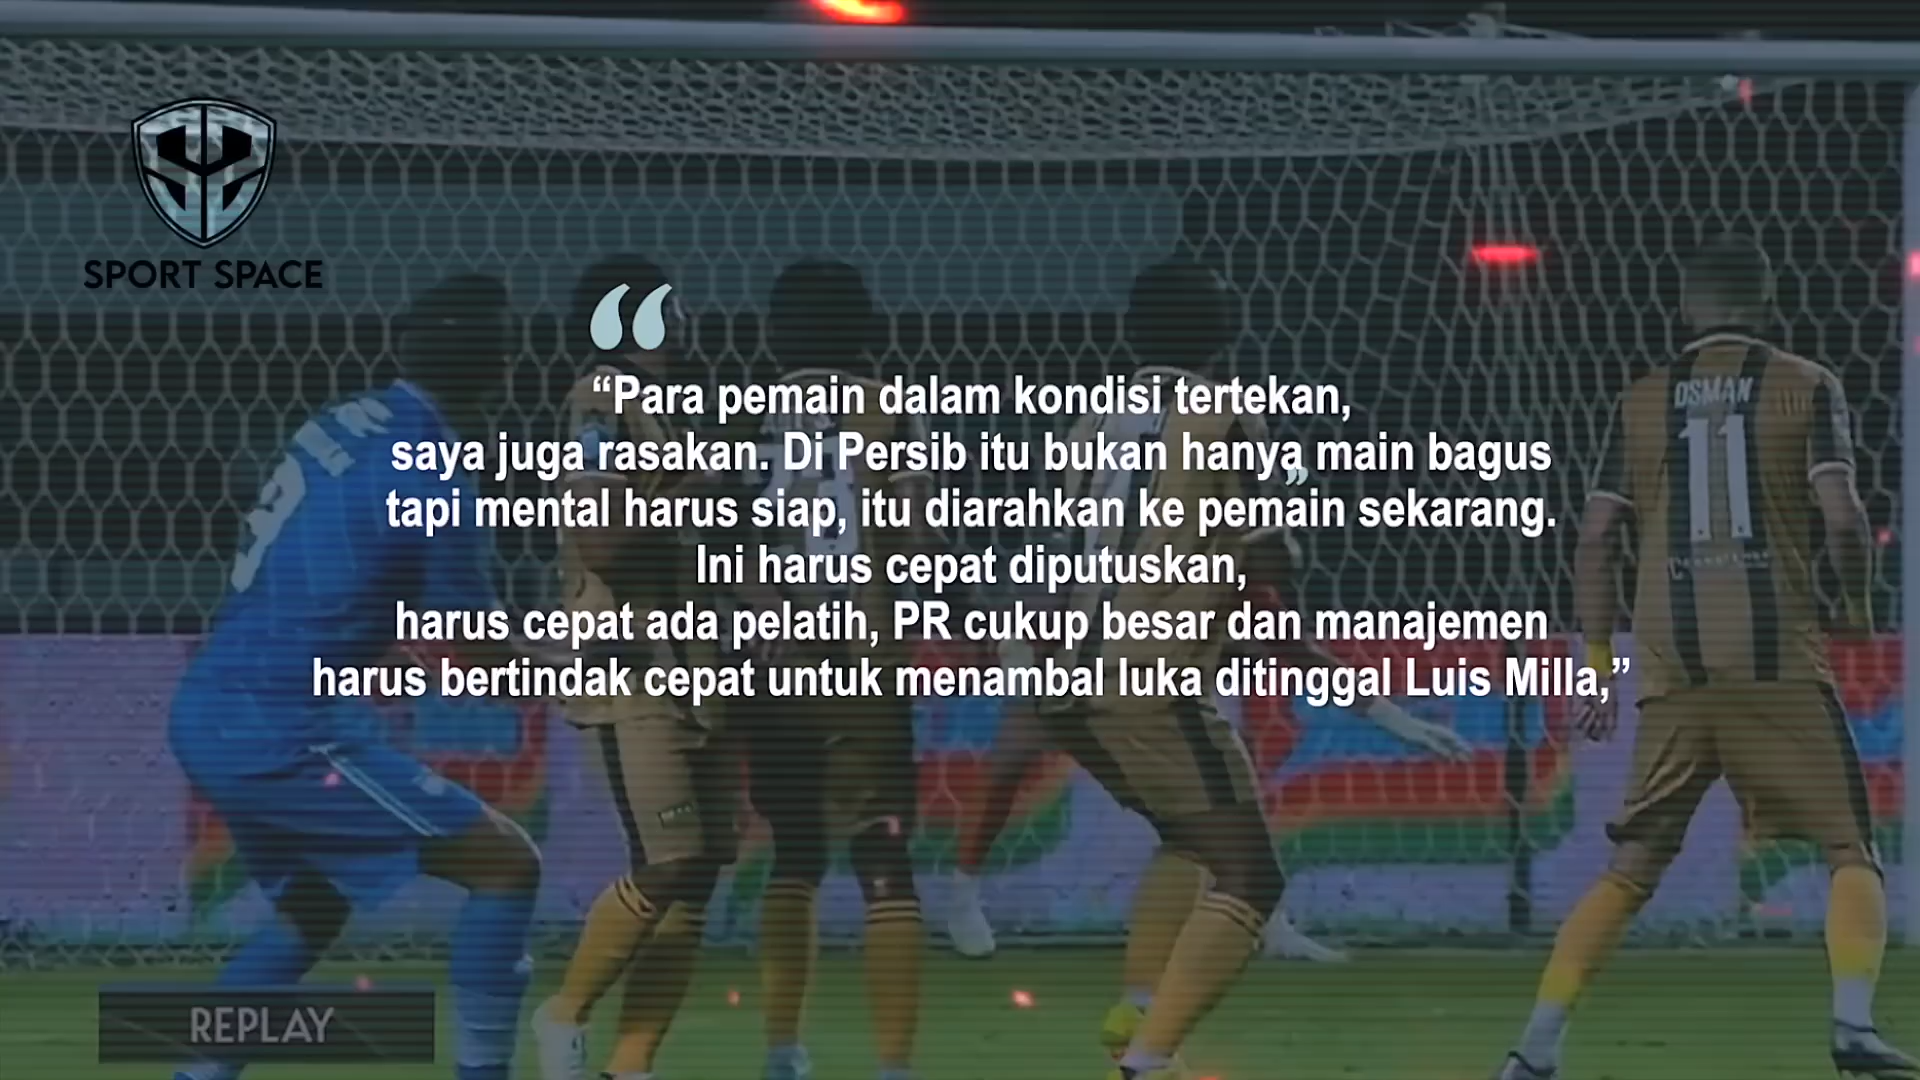 SPORT SPACE
“Para pemain dalam kondisi tertekan,
saya juga rasakan. Di Persib itu bukan hanya main bagus
tapi mental harus siap, itu diarahkan ke pemain sekarang.
Ini harus cepat diputuskan,
harus cepat ada pelatih, PR cukup besar dan manajemen
harus bertindak cepat untuk menambal luka ditinggal Luis Milla,”
OSMAN
11
REPLAY